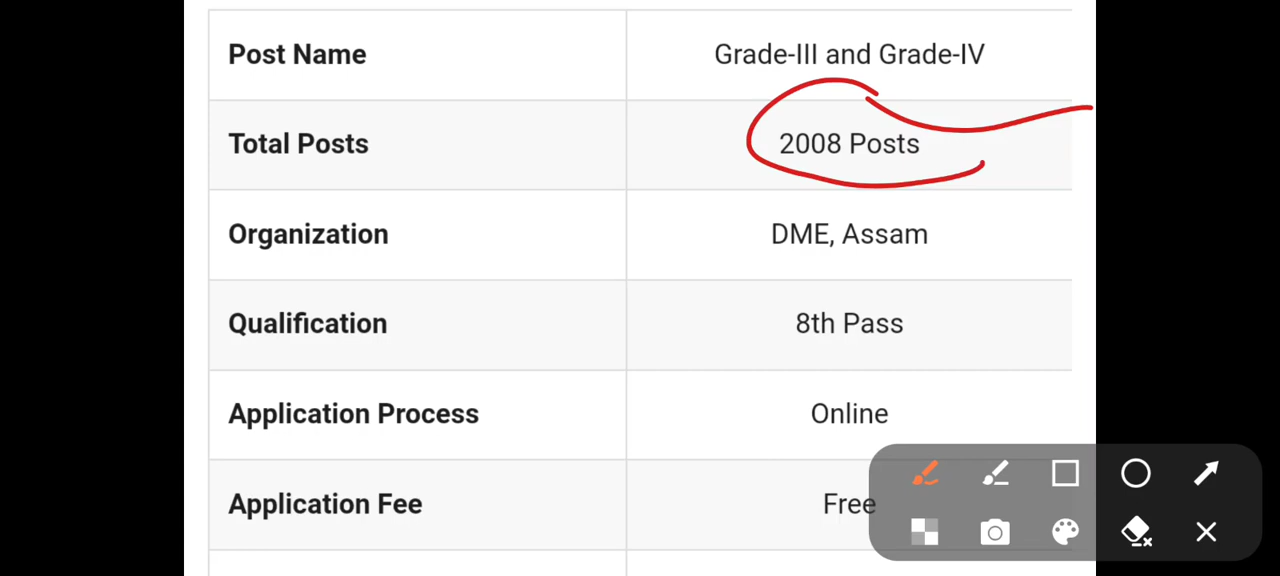 Post Name Grade-III and Grade-IV
Total Posts 2008 Posts
Organization DME, Assam
Qualification 8th Pass
Application Process Online
Application Fee Free